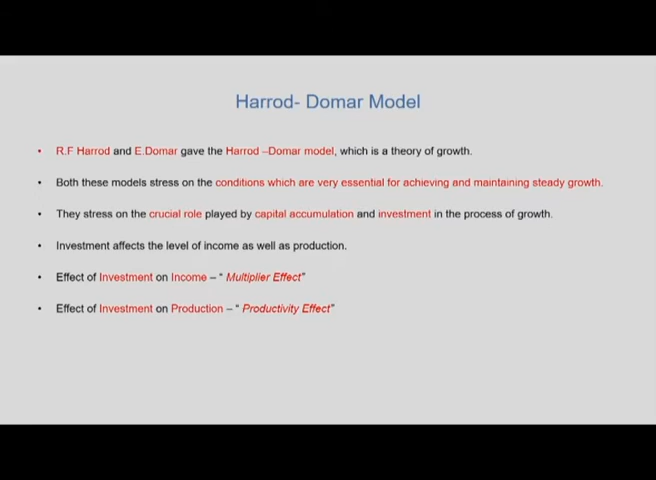 Harrod- Domar Model
• R.F Harrod and E.Domar gave the Harrod –Domar model, which is a theory of growth.
• Both these models stress on the conditions which are very essential for achieving and maintaining steady growth.
• They stress on the crucial role played by capital accumulation and investment in the process of growth.
• Investment affects the level of income as well as production.
• Effect of Investment on Income – “ Multiplier Effect”
• Effect of Investment on Production – “ Productivity Effect”